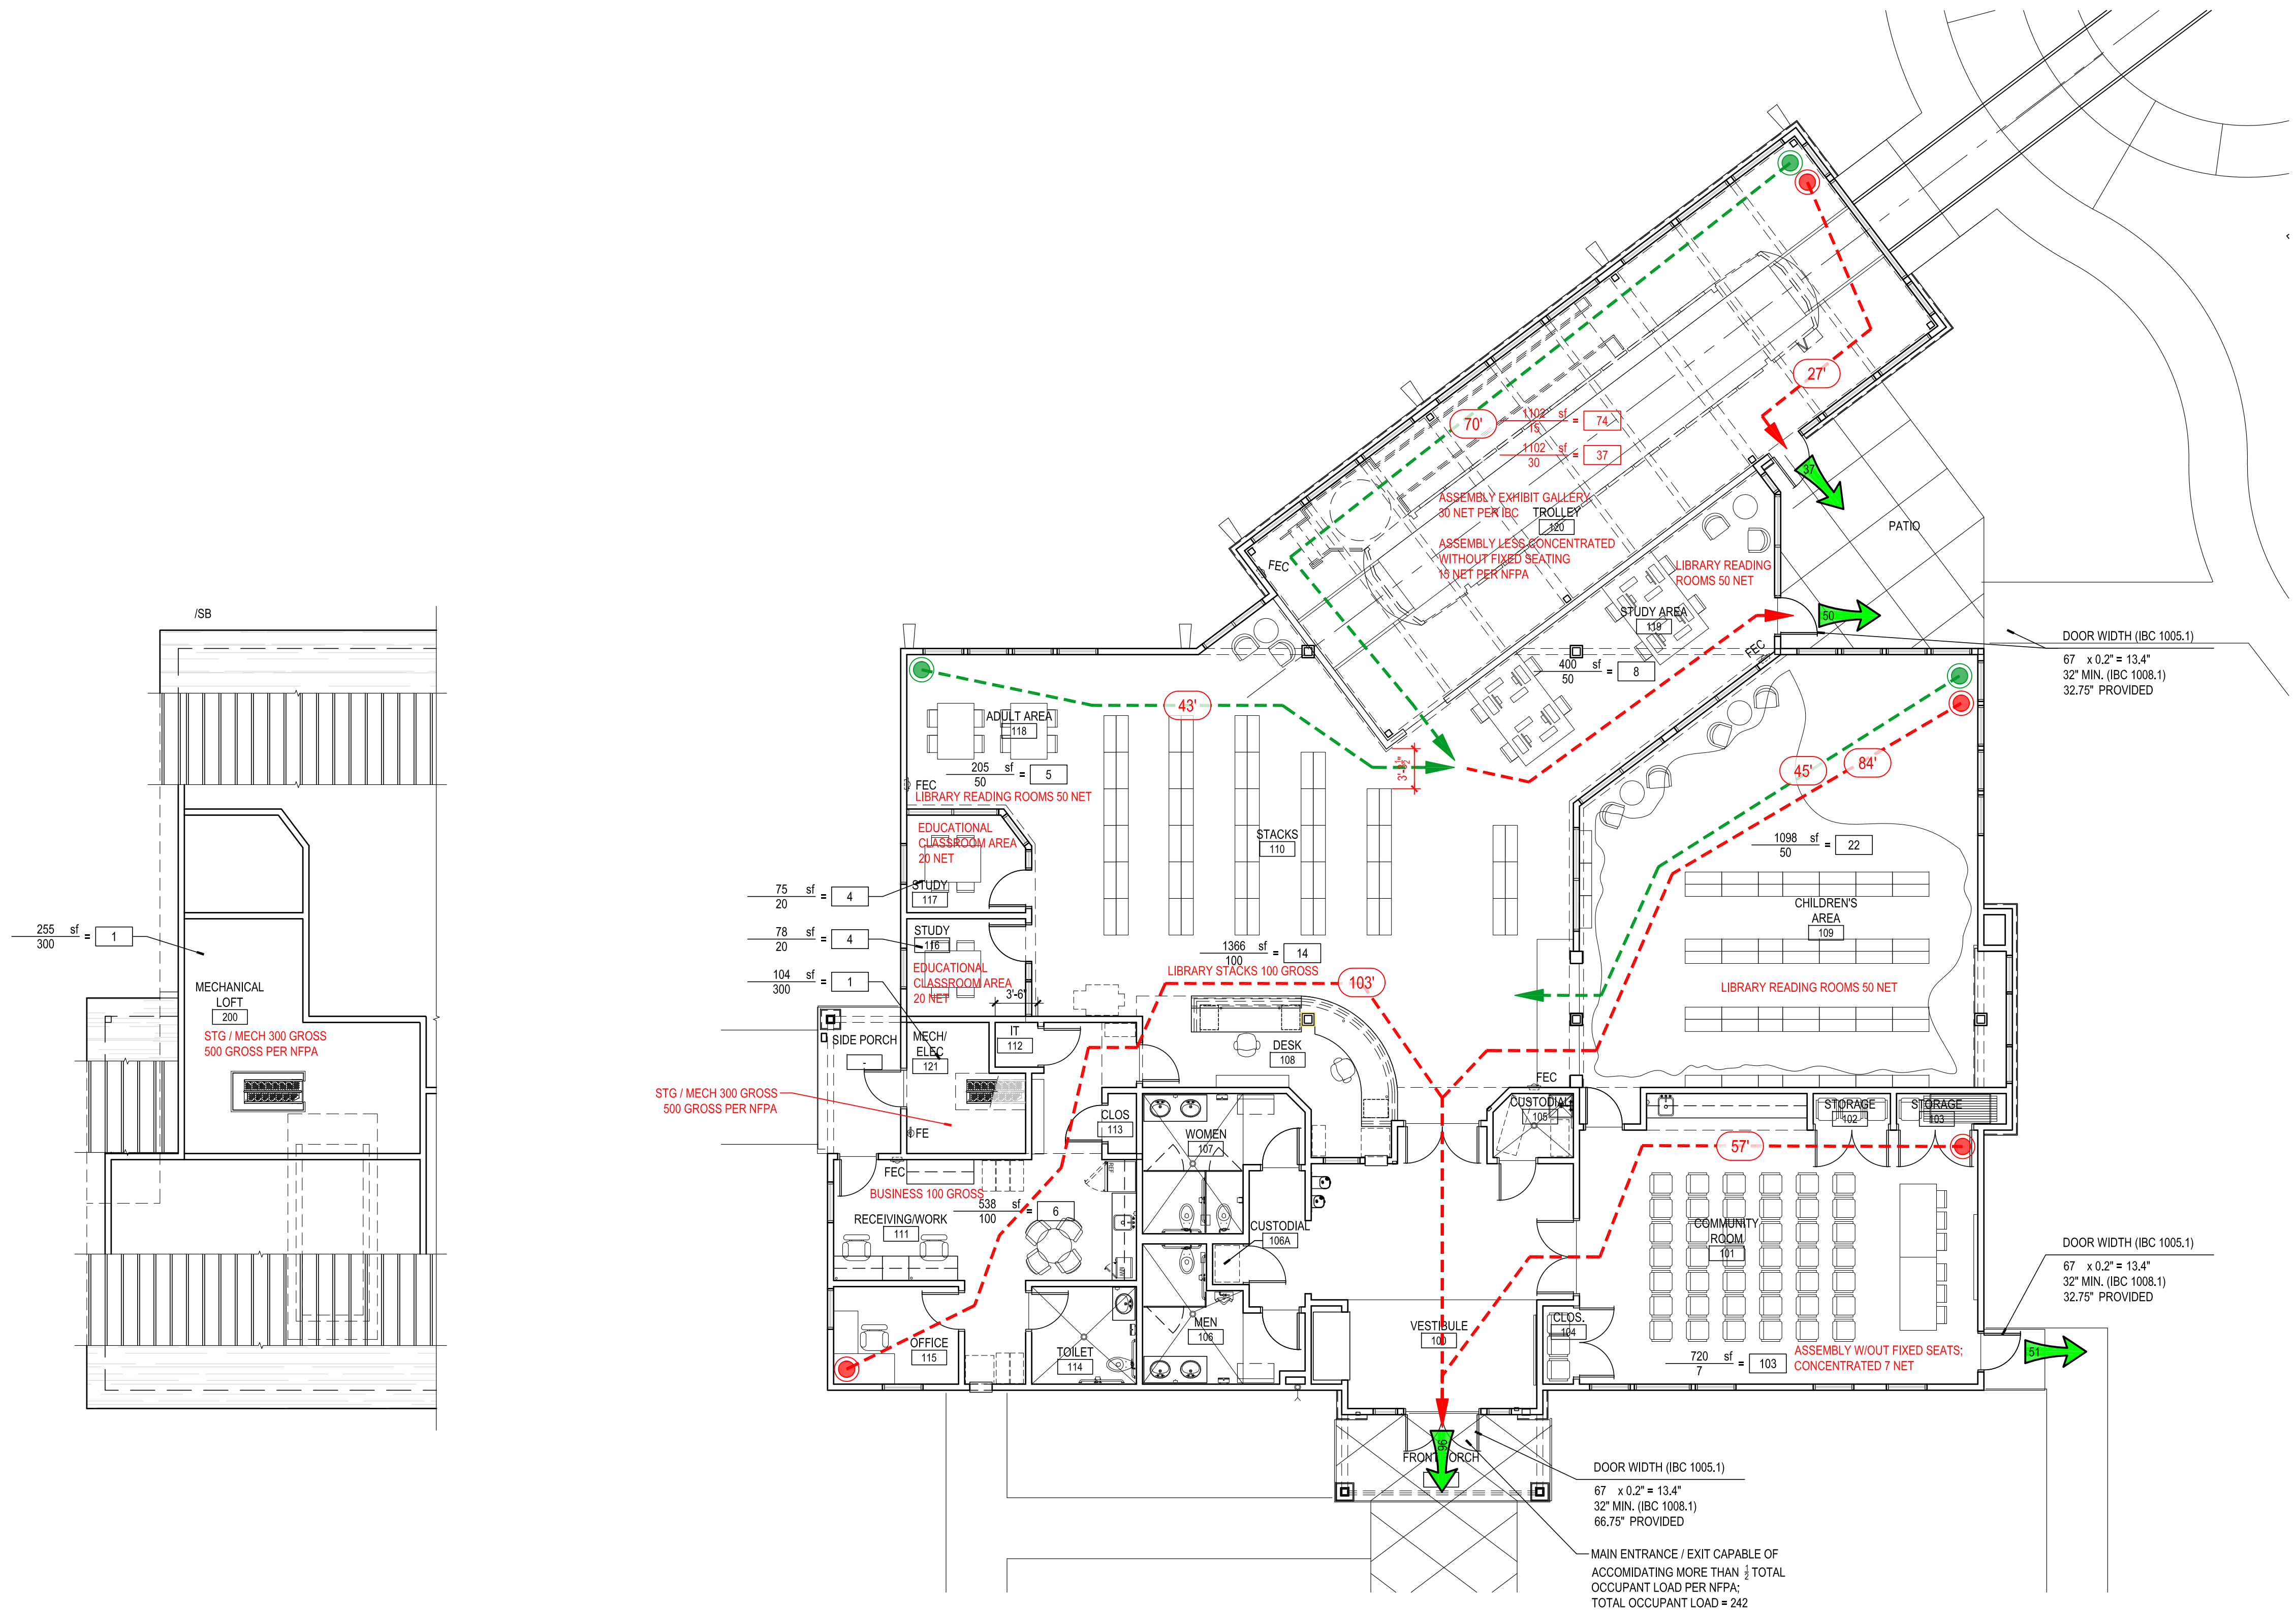 /SB
255 sf
300
= 1
MECHANICAL
LOFT
200
STG / MECH 300 GROSS
500 GROSS PER NFPA
27'
70'
1102 sf
15
= 74
1102 sf
30
= 37
ASSEMBLY EXHIBIT GALLERY
30 NET PER IBC
TROLLEY
120
ASSEMBLY LESS CONCENTRATED
WITHOUT FIXED SEATING
15 NET PER NFPA
FEC
37
PATIO
LIBRARY READING
ROOMS 50 NET
STUDY AREA
119
50
FEC
400 sf
50
= 8
DOOR WIDTH (IBC 1005.1)
67 x 0.2" = 13.4"
32" MIN. (IBC 1008.1)
32.75" PROVIDED
43'
ADULT AREA
118
205 sf
50
= 5
FEC
LIBRARY READING ROOMS 50 NET
3'-8½"
45'
84'
EDUCATIONAL
CLASSROOM AREA
20 NET
STUDY
117
75 sf
20
= 4
STACKS
110
1098 sf
50
= 22
CHILDREN'S
AREA
109
LIBRARY READING ROOMS 50 NET
78 sf
20
= 4
STUDY
116
EDUCATIONAL
CLASSROOM AREA
20 NET
3'-6"
104 sf
300
= 1
1366 sf
100
= 14
LIBRARY STACKS 100 GROSS
103'
SIDE PORCH
-
MECH/
ELEC
121
IT
112
DESK
108
FEC
STG / MECH 300 GROSS
500 GROSS PER NFPA
FE
CLOS
113
WOMEN
107
CUSTODIAL
105
STORAGE
102
STORAGE
103
57'
FEC
BUSINESS 100 GROSS
538 sf
100
= 6
REF.
RECEIVING/WORK
111
CUSTODIAL
106A
COMMUNITY
ROOM
101
DOOR WIDTH (IBC 1005.1)
67 x 0.2" = 13.4"
32" MIN. (IBC 1008.1)
32.75" PROVIDED
OFFICE
115
TOILET
114
MEN
106
VESTIBULE
100
CLOS.
104
720 sf
7
= 103
ASSEMBLY W/OUT FIXED SEATS;
CONCENTRATED 7 NET
51
96
FRONT PORCH
DOOR WIDTH (IBC 1005.1)
67 x 0.2" = 13.4"
32" MIN. (IBC 1008.1)
66.75" PROVIDED
MAIN ENTRANCE / EXIT CAPABLE OF
ACCOMIDATING MORE THAN ½ TOTAL
OCCUPANT LOAD PER NFPA;
TOTAL OCCUPANT LOAD = 242